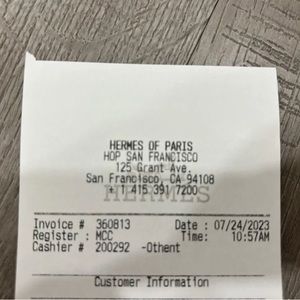 HERMES OF PARIS
HOP SAN FRANCISCO
125 Grant Ave.
San Francisco, CA 94108
+ 1 415 391 7200
HERMES
Invoice # 360813 Date : 07/24/2023
Register : MCC Time: 10:57AM
Cashier # 200292 -Othent
Customer Information